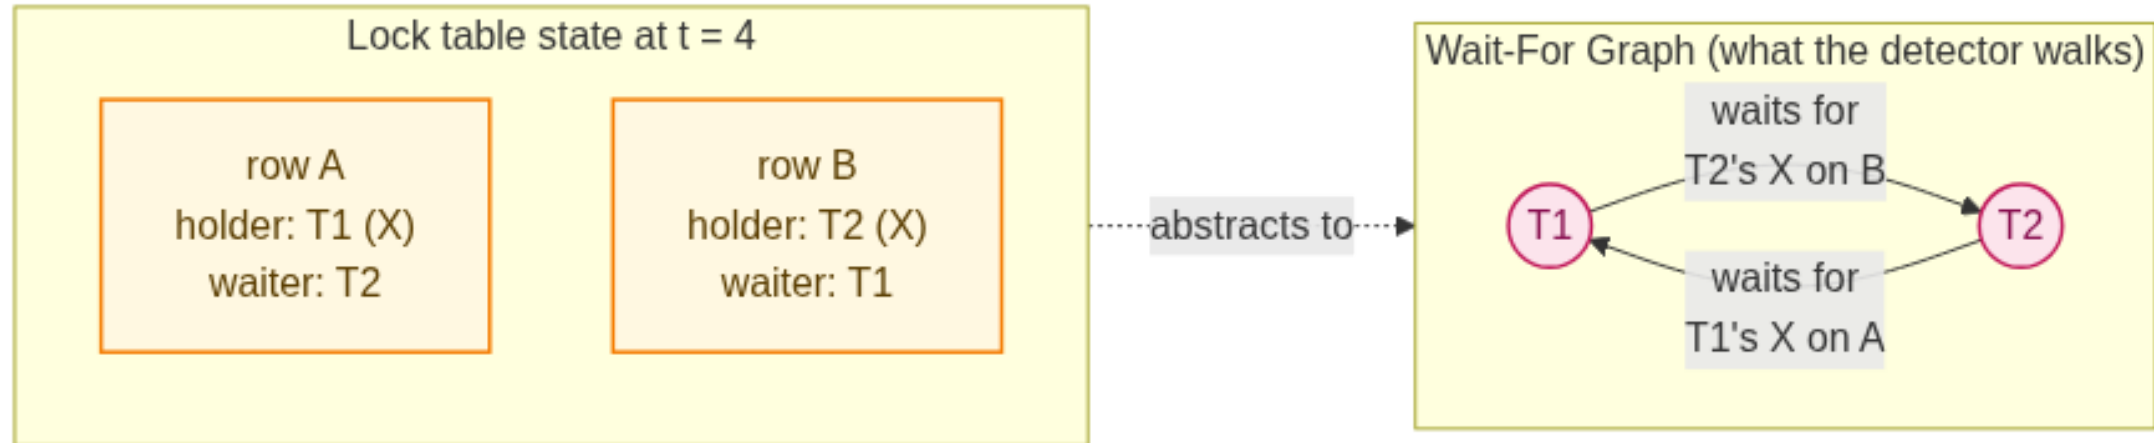 Lock table state at t = 4
row A
holder: T1 (X)
waiter: T2
row B
holder: T2 (X)
waiter: T1
abstracts to
Wait-For Graph (what the detector walks)
waits for
T2's X on B
T1
T2
waits for
T1's X on A